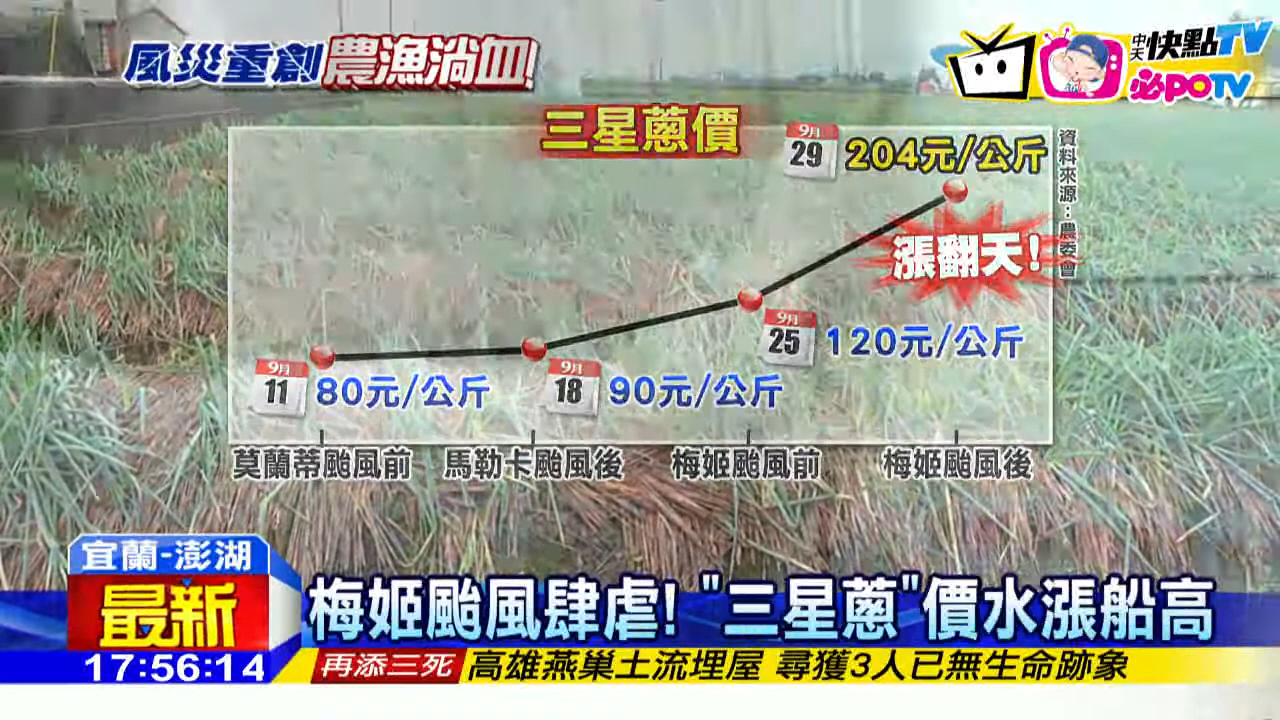 風災重創農漁淌血!
中天快點TV
必POTV
三星蔥價
9月 29 204元/公斤
資料來源:農委會
漲翻天!
9月 25 120元/公斤
9月 11 80元/公斤
9月 18 90元/公斤
莫蘭蒂颱風前 馬勒卡颱風後 梅姬颱風前 梅姬颱風後
宜蘭-澎湖
最新
梅姬颱風肆虐! "三星蔥"價水漲船高
17:56:14
再添三死 高雄燕巢土流埋屋 尋獲3人已無生命跡象